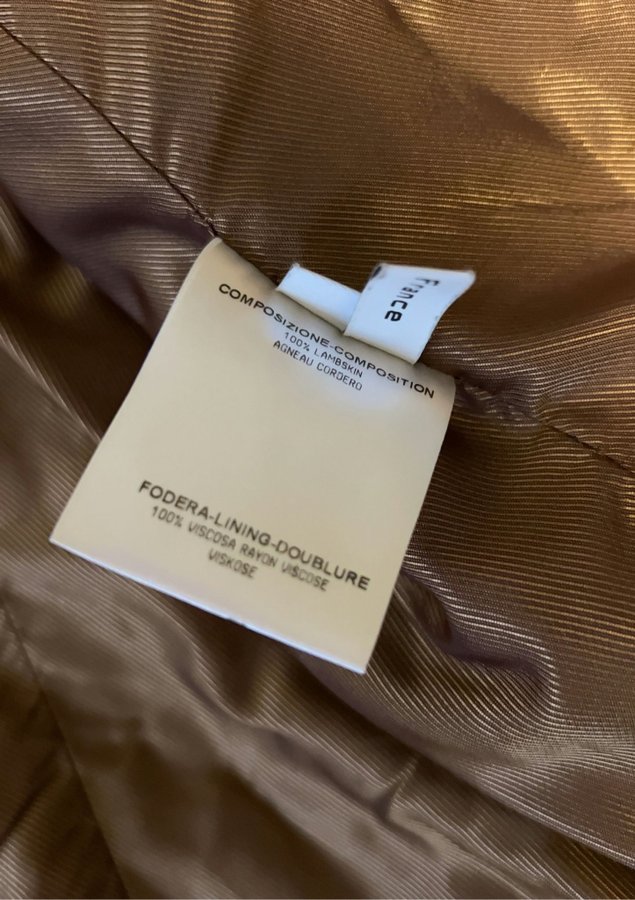 France
COMPOSIZIONE-COMPOSITION
100% LAMBSKIN
AGNEAU CORDERO
FODERA-LINING-DOUBLURE
100% VISCOSA RAYON VISCOSE
VISKOSE